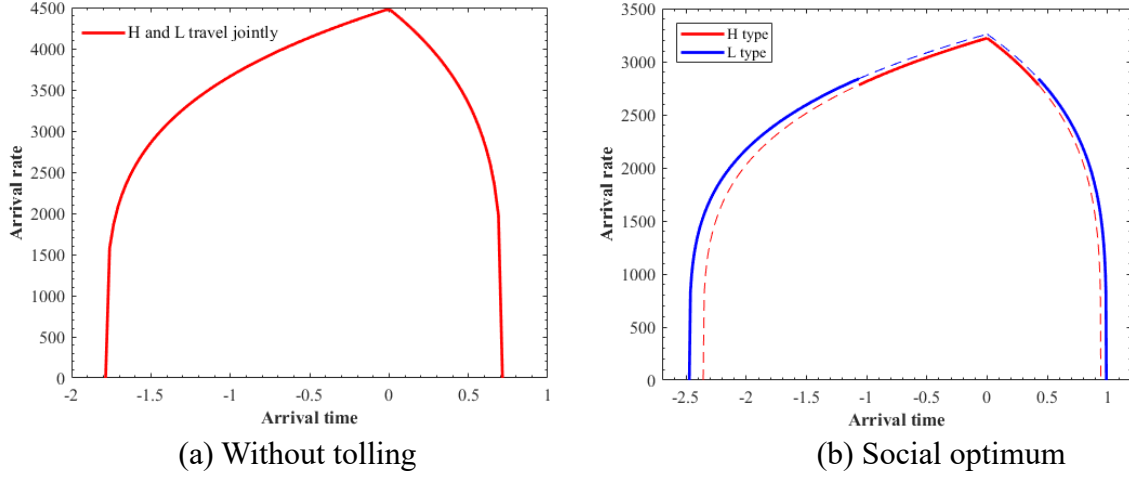 4500
4000
3500
3000
2500
2000
1500
1000
500
0
Arrival rate
H and L travel jointly
-2 -1.5 -1 -0.5 0 0.5 1
Arrival time
(a) Without tolling
3500
3000
2500
2000
1500
1000
500
0
Arrival rate
H type
L type
-2.5 -2 -1.5 -1 -0.5 0 0.5 1
Arrival time
(b) Social optimum